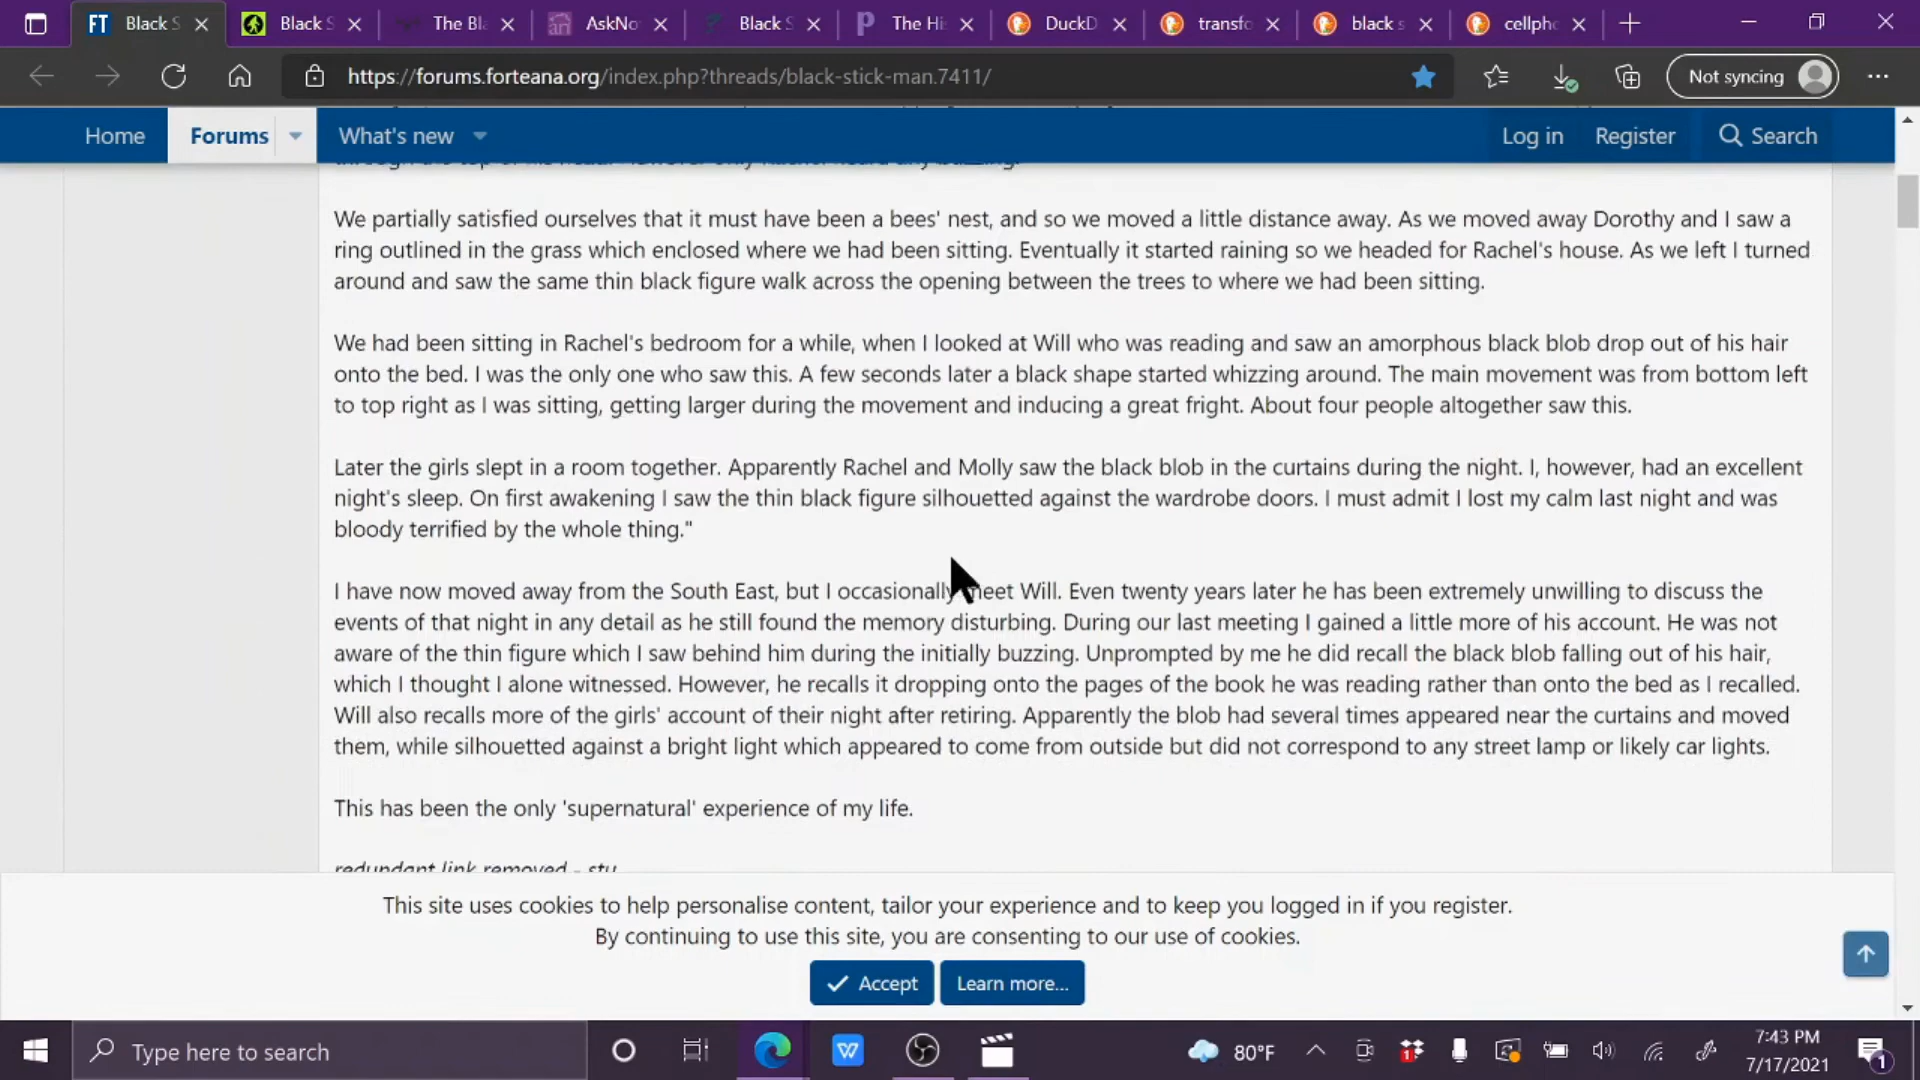 Black S
Black S
The Bla
AskNo
Black S
The His
DuckD
transfo
black s
cellpho
https://forums.forteana.org/index.php?threads/black-stick-man.7411/
Not syncing
Home
Forums
What's new
Log in
Register
Search
We partially satisfied ourselves that it must have been a bees' nest, and so we moved a little distance away. As we moved away Dorothy and I saw a
ring outlined in the grass which enclosed where we had been sitting. Eventually it started raining so we headed for Rachel's house. As we left I turned
around and saw the same thin black figure walk across the opening between the trees to where we had been sitting.
We had been sitting in Rachel's bedroom for a while, when I looked at Will who was reading and saw an amorphous black blob drop out of his hair
onto the bed. I was the only one who saw this. A few seconds later a black shape started whizzing around. The main movement was from bottom left
to top right as I was sitting, getting larger during the movement and inducing a great fright. About four people altogether saw this.
Later the girls slept in a room together. Apparently Rachel and Molly saw the black blob in the curtains during the night. I, however, had an excellent
night's sleep. On first awakening I saw the thin black figure silhouetted against the wardrobe doors. I must admit I lost my calm last night and was
bloody terrified by the whole thing."
I have now moved away from the South East, but I occasionally meet Will. Even twenty years later he has been extremely unwilling to discuss the
events of that night in any detail as he still found the memory disturbing. During our last meeting I gained a little more of his account. He was not
aware of the thin figure which I saw behind him during the initially buzzing. Unprompted by me he did recall the black blob falling out of his hair,
which I thought I alone witnessed. However, he recalls it dropping onto the pages of the book he was reading rather than onto the bed as I recalled.
Will also recalls more of the girls' account of their night after retiring. Apparently the blob had several times appeared near the curtains and moved
them, while silhouetted against a bright light which appeared to come from outside but did not correspond to any street lamp or likely car lights.
This has been the only 'supernatural' experience of my life.
redundant link removed - stu
This site uses cookies to help personalise content, tailor your experience and to keep you logged in if you register.
By continuing to use this site, you are consenting to our use of cookies.
Accept
Learn more...
Type here to search
80°F
7:43 PM
7/17/2021